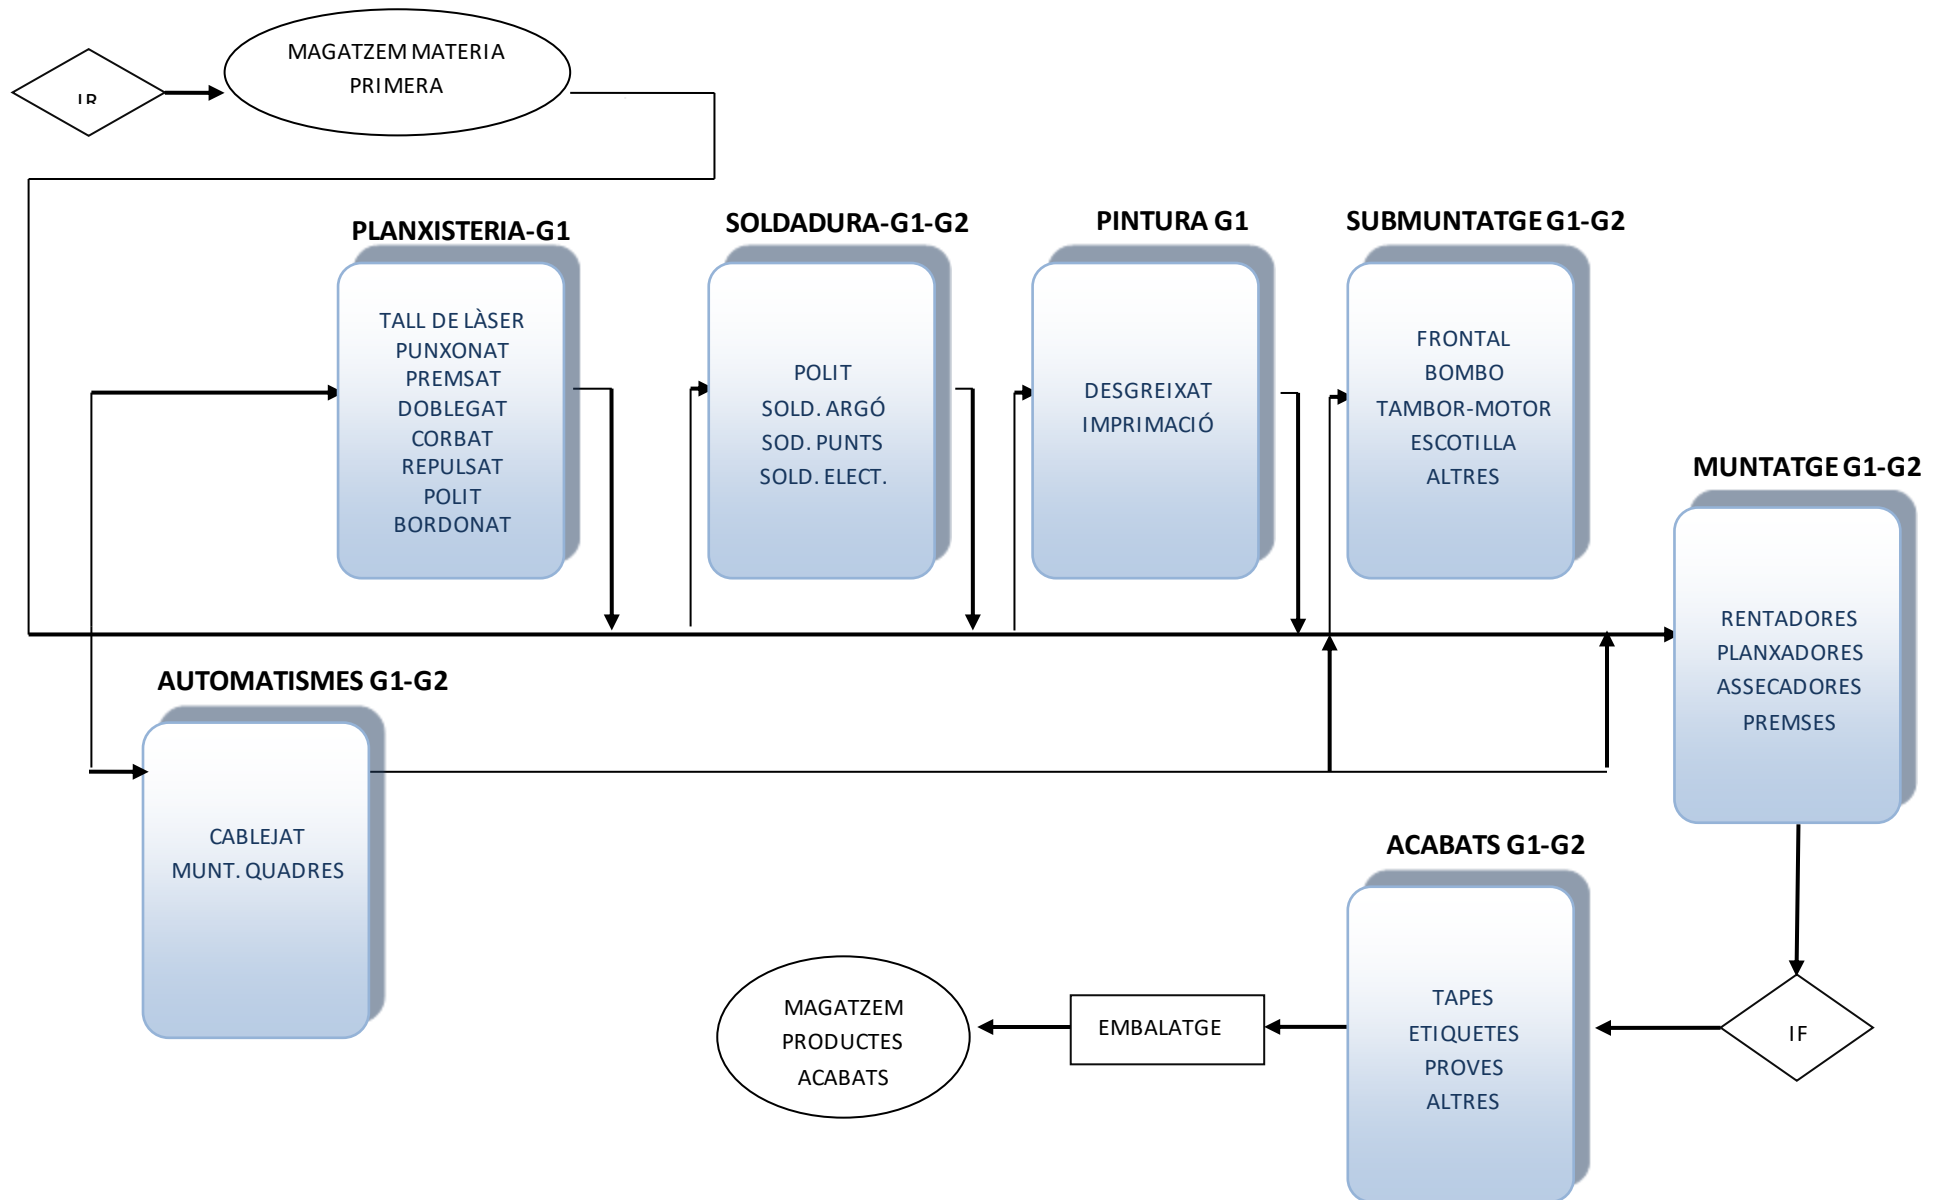 MAGATZEM MATERIA
PRIMERA
IR
PLANXISTERIA-G1
TALL DE LÀSER
PUNXONAT
PREMSAT
DOBLEGAT
CORBAT
REPULSAT
POLIT
BORDONAT
SOLDADURA-G1-G2
POLIT
SOLD. ARGÓ
SOD. PUNTS
SOLD. ELECT.
PINTURA G1
DESGREIXAT
IMPRIMACIÓ
SUBMUNTATGE G1-G2
FRONTAL
BOMBO
TAMBOR-MOTOR
ESCOTILLA
ALTRES
MUNTATGE G1-G2
RENTADORES
PLANXADORES
ASSECADORES
PREMSES
AUTOMATISMES G1-G2
CABLEJAT
MUNT. QUADRES
ACABATS G1-G2
TAPES
ETIQUETES
PROVES
ALTRES
IF
EMBALATGE
MAGATZEM
PRODUCTES
ACABATS